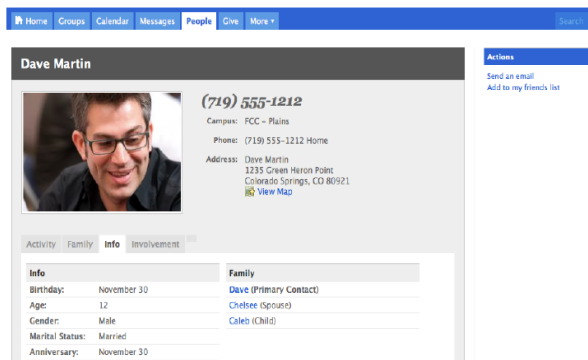 Home Groups Calendar Messages People Give More Search
Dave Martin
(719) 555-1212
Campus: FCC - Plains
Phone: (719) 555-1212 Home
Address: Dave Martin
1235 Green Heron Point
Colorado Springs, CO 80921
View Map
Actions
Send an email
Add to my friends list
Activity Family Info Involvement
Info
Birthday: November 30
Age: 12
Gender: Male
Marital Status: Married
Anniversary: November 30
Family
Dave (Primary Contact)
Chelsee (Spouse)
Caleb (Child)